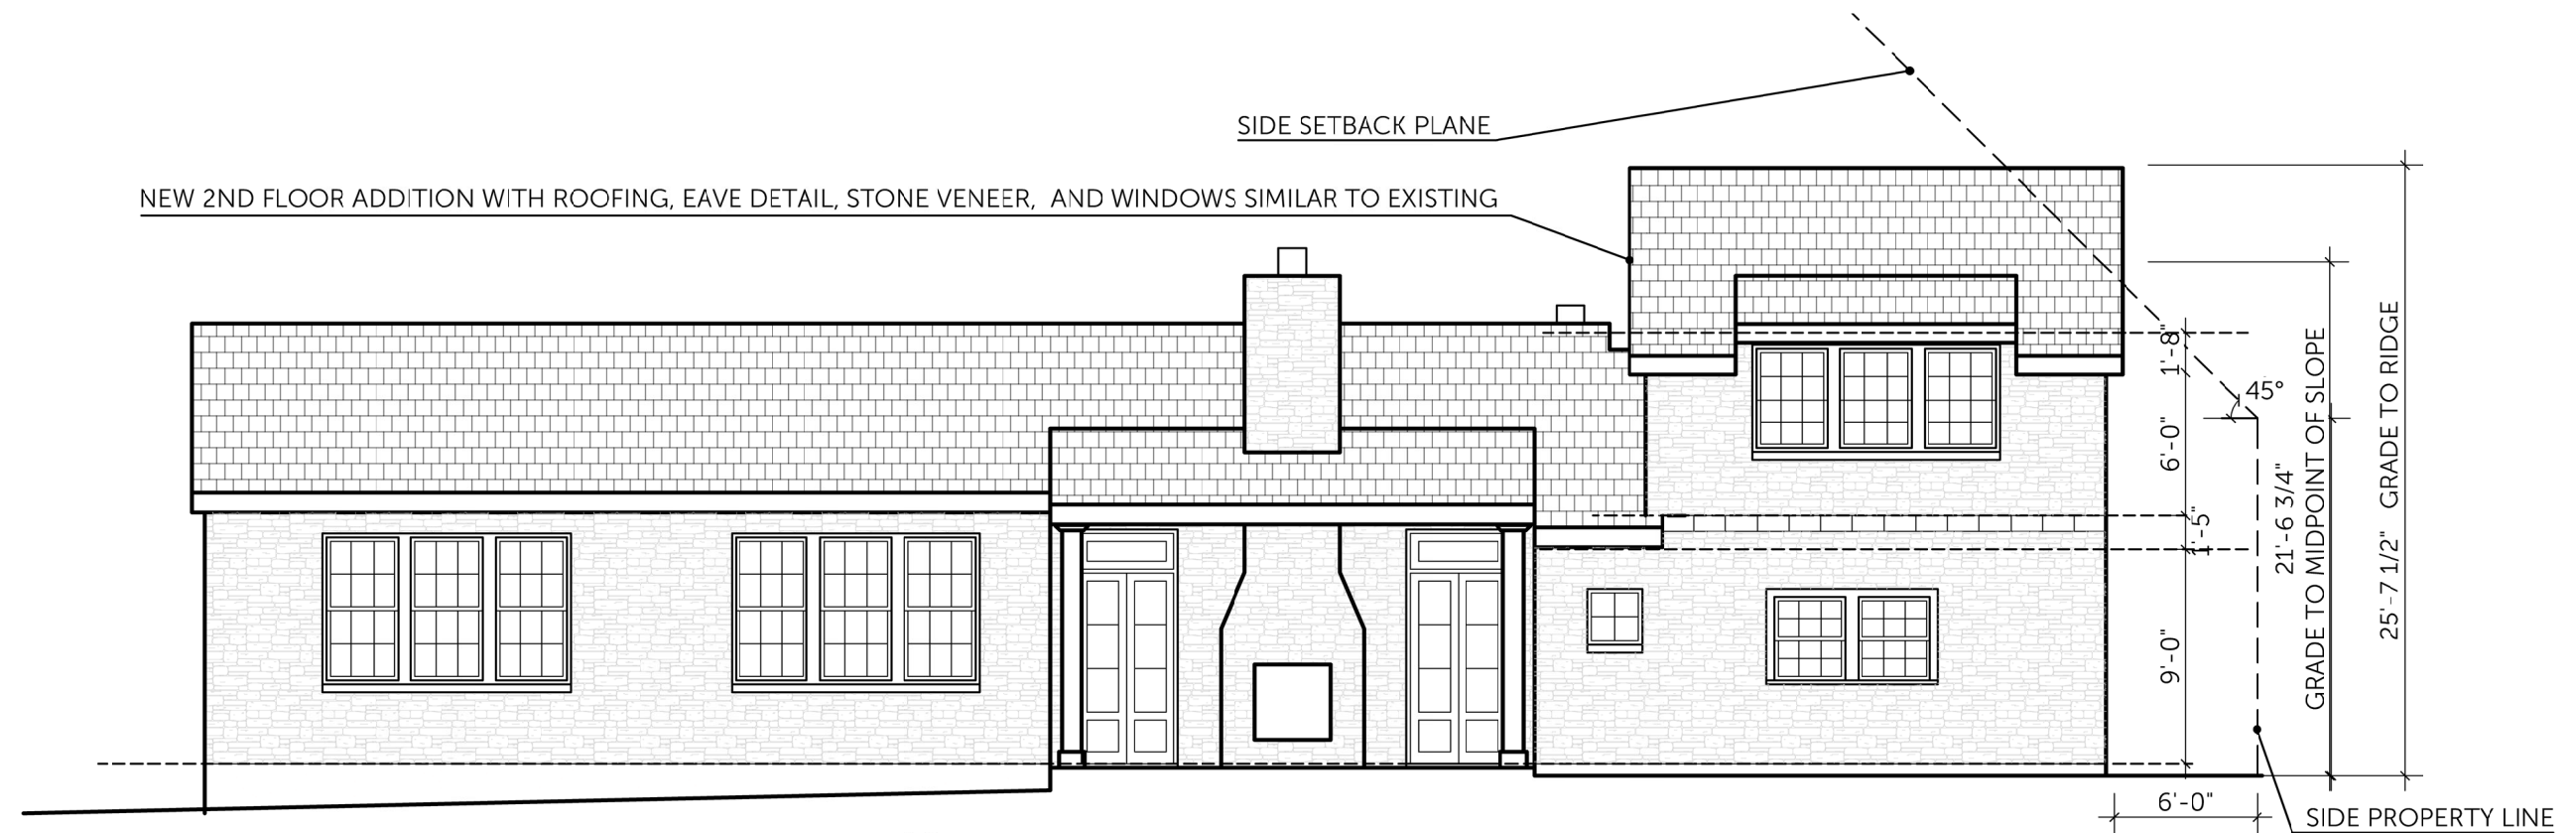 SIDE SETBACK PLANE
NEW 2ND FLOOR ADDITION WITH ROOFING, EAVE DETAIL, STONE VENEER, AND WINDOWS SIMILAR TO EXISTING
1'-8"
45°
6'-0"
1'-5"
9'-0"
21'-6 3/4"
GRADE TO MIDPOINT OF SLOPE
25'-7 1/2" GRADE TO RIDGE
6'-0"
SIDE PROPERTY LINE